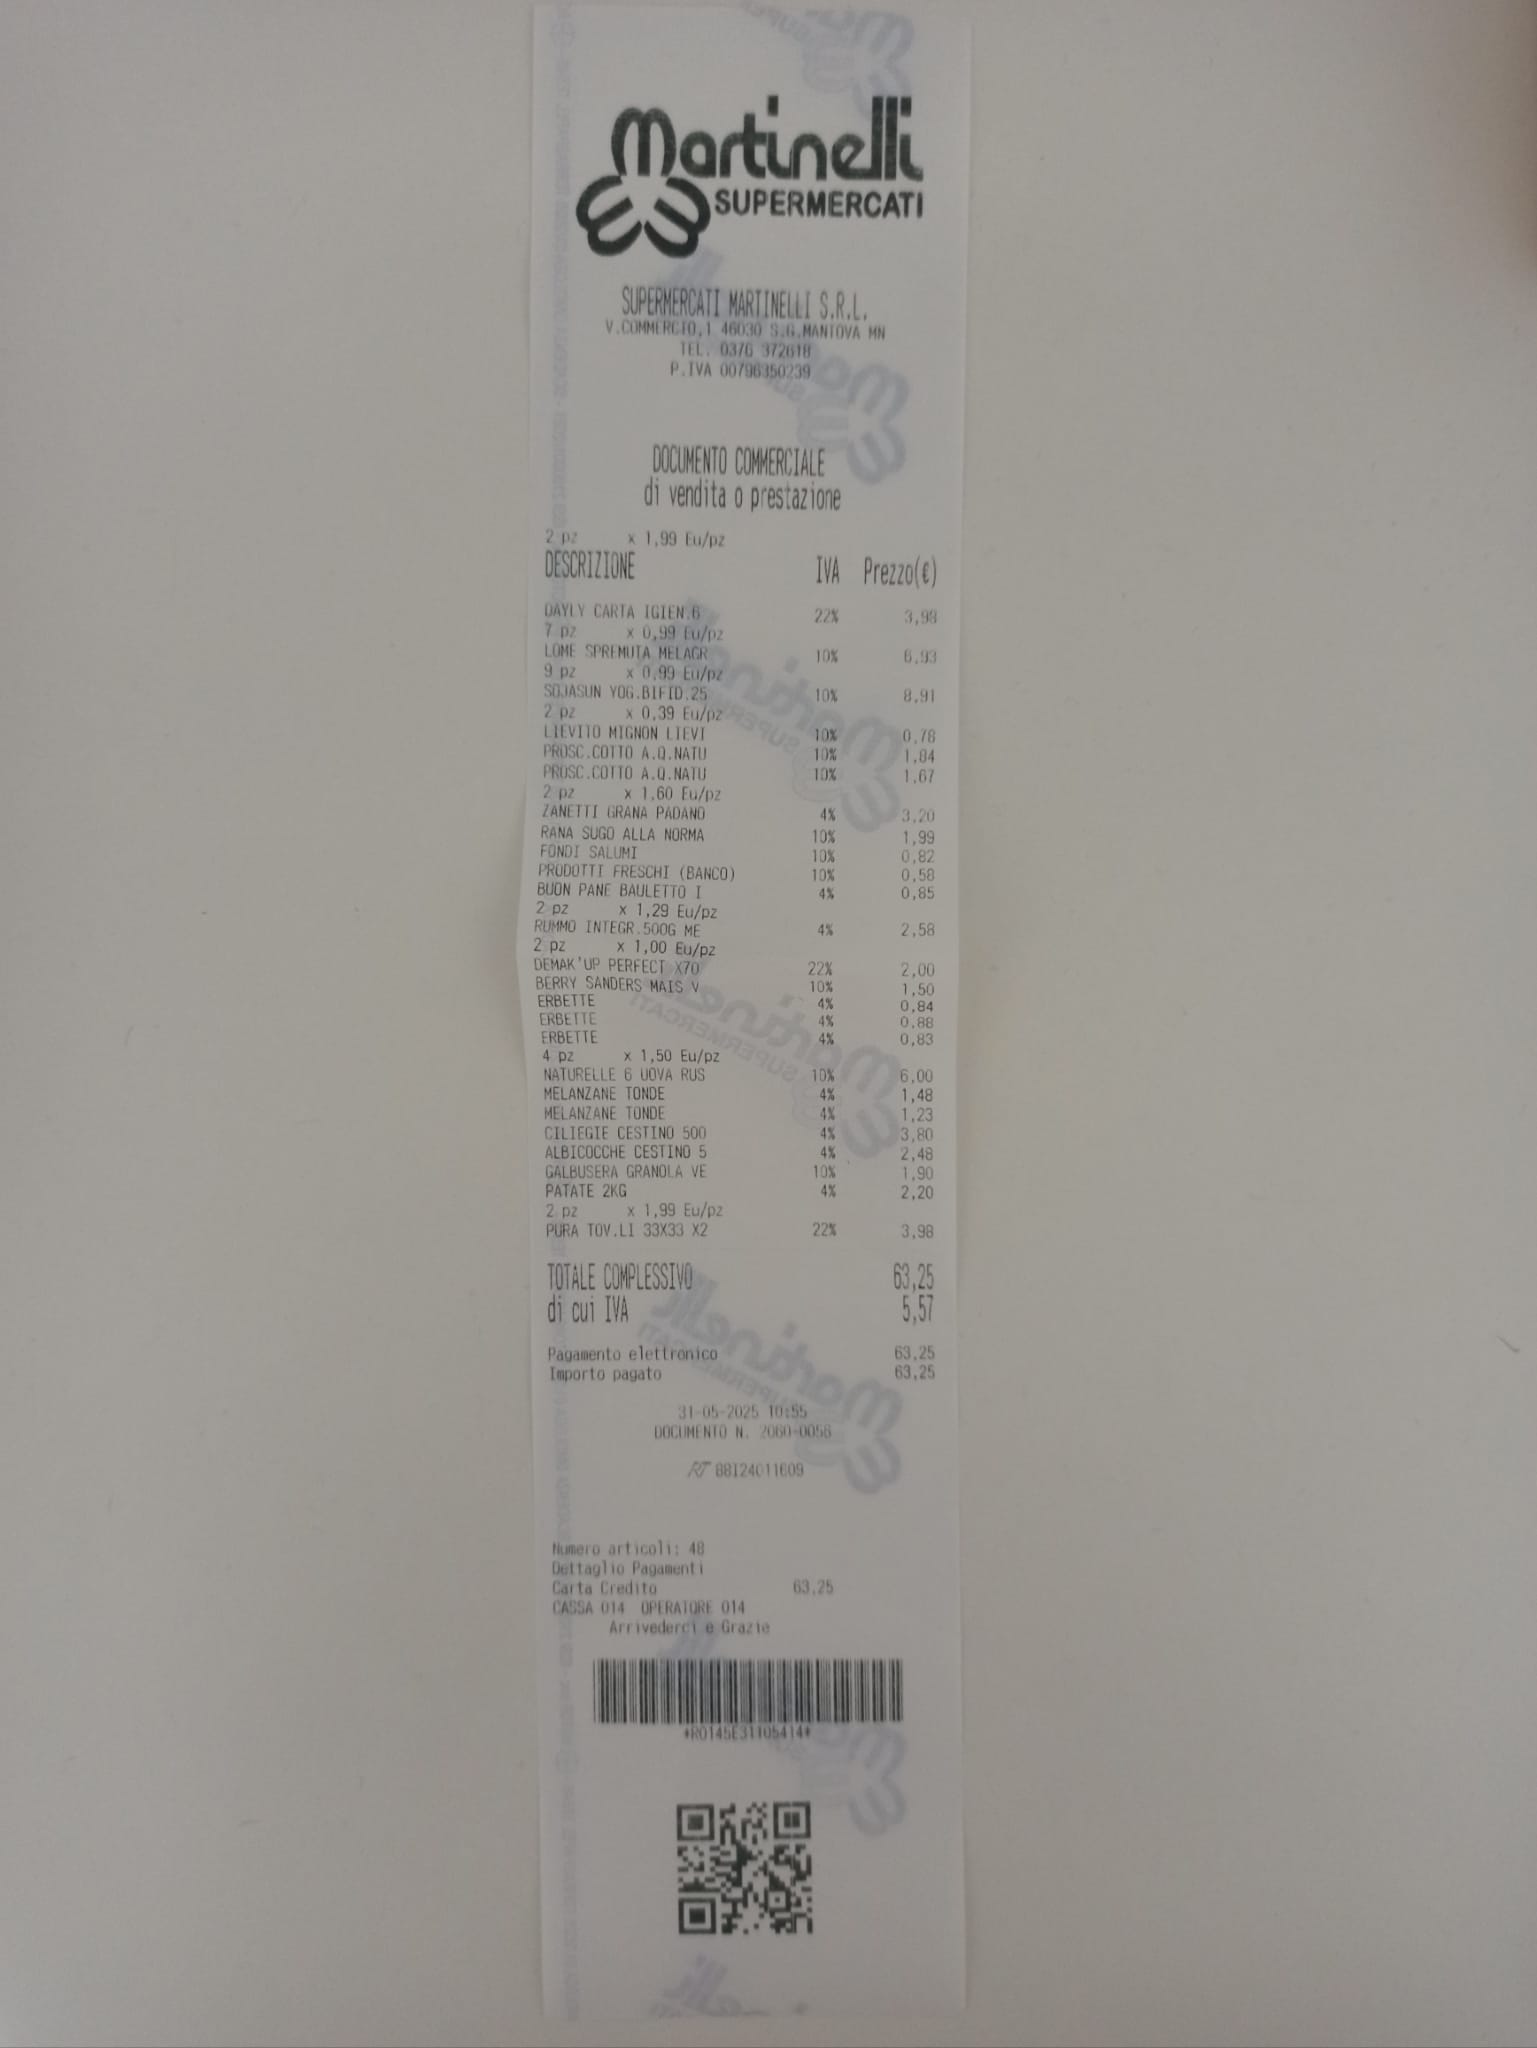 Martinelli
SUPERMERCATI
SUPERMERCATI MARTINELLI S.R.L.
V.COMMERCIO,1 46030 S.G.MANTOVA MN
TEL. 0376 372618
P.IVA 00796350239
DOCUMENTO COMMERCIALE
di vendita o prestazione
2 pz x 1,99 Eu/pz
DESCRIZIONE IVA Prezzo(€)
DAYLY CARTA IGIEN.6 22% 3,98
7 pz x 0,99 Eu/pz
LOME SPREMUTA MELAGR 10% 6,93
9 pz x 0,99 Eu/pz
SOJASUN YOG.BIFID.25 10% 8,91
2 pz x 0,39 Eu/pz
LIEVITO MIGNON LIEVI 10% 0,78
PROSC.COTTO A.Q.NATU 10% 1,84
PROSC.COTTO A.Q.NATU 10% 1,67
2 pz x 1,60 Eu/pz
ZANETTI GRANA PADANO 4% 3,20
RANA SUGO ALLA NORMA 10% 1,99
FONDI SALUMI 10% 0,82
PRODOTTI FRESCHI (BANCO) 10% 0,58
BUON PANE BAULETTO I 4% 0,85
2 pz x 1,29 Eu/pz
RUMMO INTEGR.500G ME 4% 2,58
2 pz x 1,00 Eu/pz
DEMAK'UP PERFECT X70 22% 2,00
BERRY SANDERS MAIS V 10% 1,50
ERBETTE 4% 0,84
ERBETTE 4% 0,88
ERBETTE 4% 0,83
4 pz x 1,50 Eu/pz
NATURELLE 6 UOVA RUS 10% 6,00
MELANZANE TONDE 4% 1,48
MELANZANE TONDE 4% 1,23
CILIEGIE CESTINO 500 4% 3,80
ALBICOCCHE CESTINO 5 4% 2,48
GALBUSERA GRANOLA VE 10% 1,90
PATATE 2KG 4% 2,20
2 pz x 1,99 Eu/pz
PURA TOV.LI 33X33 X2 22% 3,98
TOTALE COMPLESSIVO 63,25
di cui IVA 5,57
Pagamento elettronico 63,25
Importo pagato 63,25
31-05-2025 10:55
DOCUMENTO N. 2060-0056
RT 88I24011609
Numero articoli: 48
Dettaglio Pagamenti
Carta Credito 63,25
CASSA 014 OPERATORE 014
Arrivederci e Grazie
*R0145E31105414*